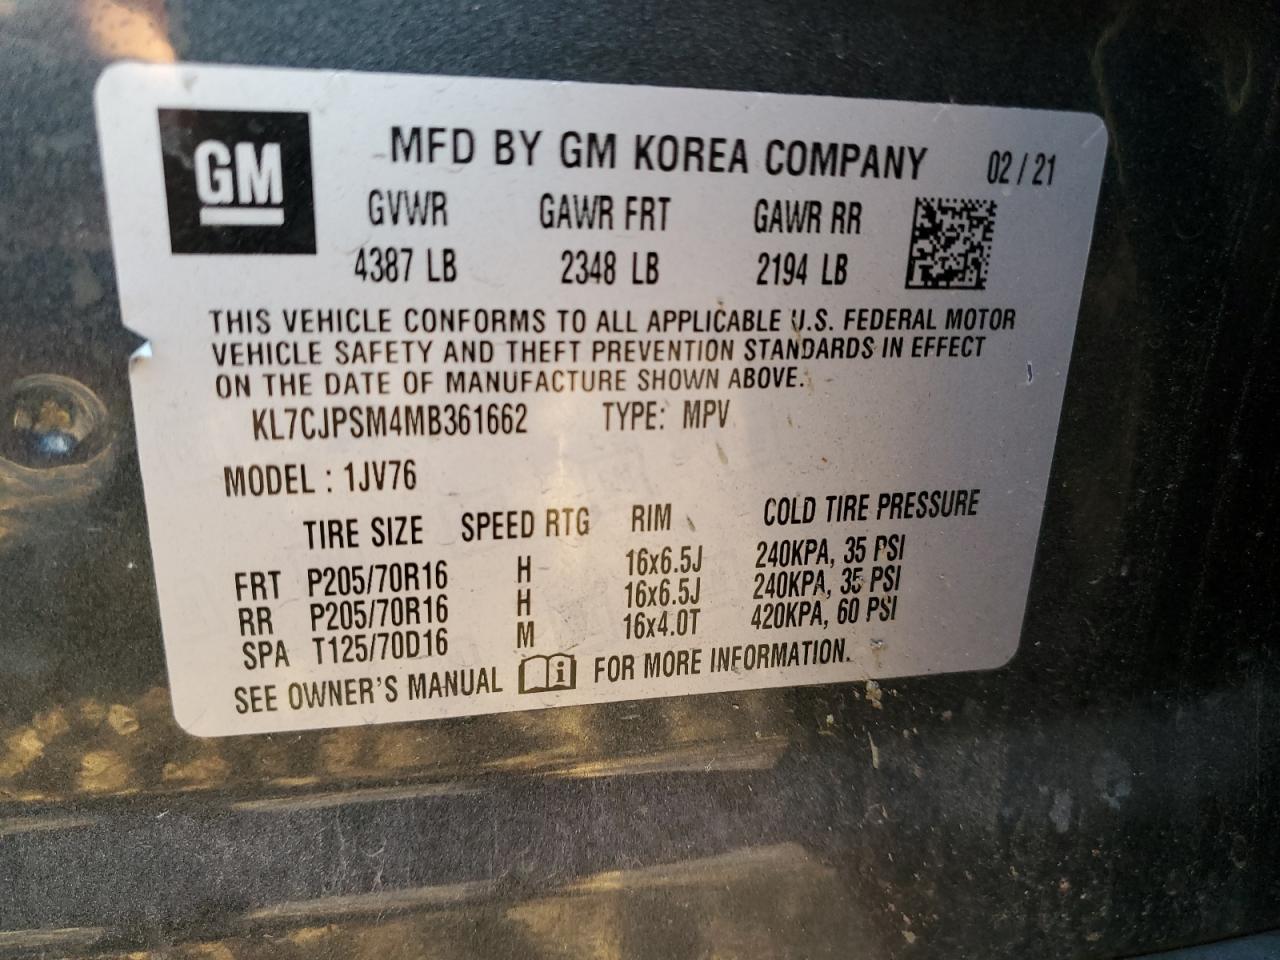 GM
MFD BY GM KOREA COMPANY 02/21
GVWR GAWR FRT GAWR RR
4387 LB 2348 LB 2194 LB
THIS VEHICLE CONFORMS TO ALL APPLICABLE U.S. FEDERAL MOTOR
VEHICLE SAFETY AND THEFT PREVENTION STANDARDS IN EFFECT
ON THE DATE OF MANUFACTURE SHOWN ABOVE.
KL7CJPSM4MB361662 TYPE: MPV
MODEL : 1JV76
TIRE SIZE SPEED RTG RIM COLD TIRE PRESSURE
FRT P205/70R16 H 16x6.5J 240KPA, 35 PSI
RR P205/70R16 H 16x6.5J 240KPA, 35 PSI
SPA T125/70D16 M 16x4.0T 420KPA, 60 PSI
SEE OWNER'S MANUAL i FOR MORE INFORMATION.